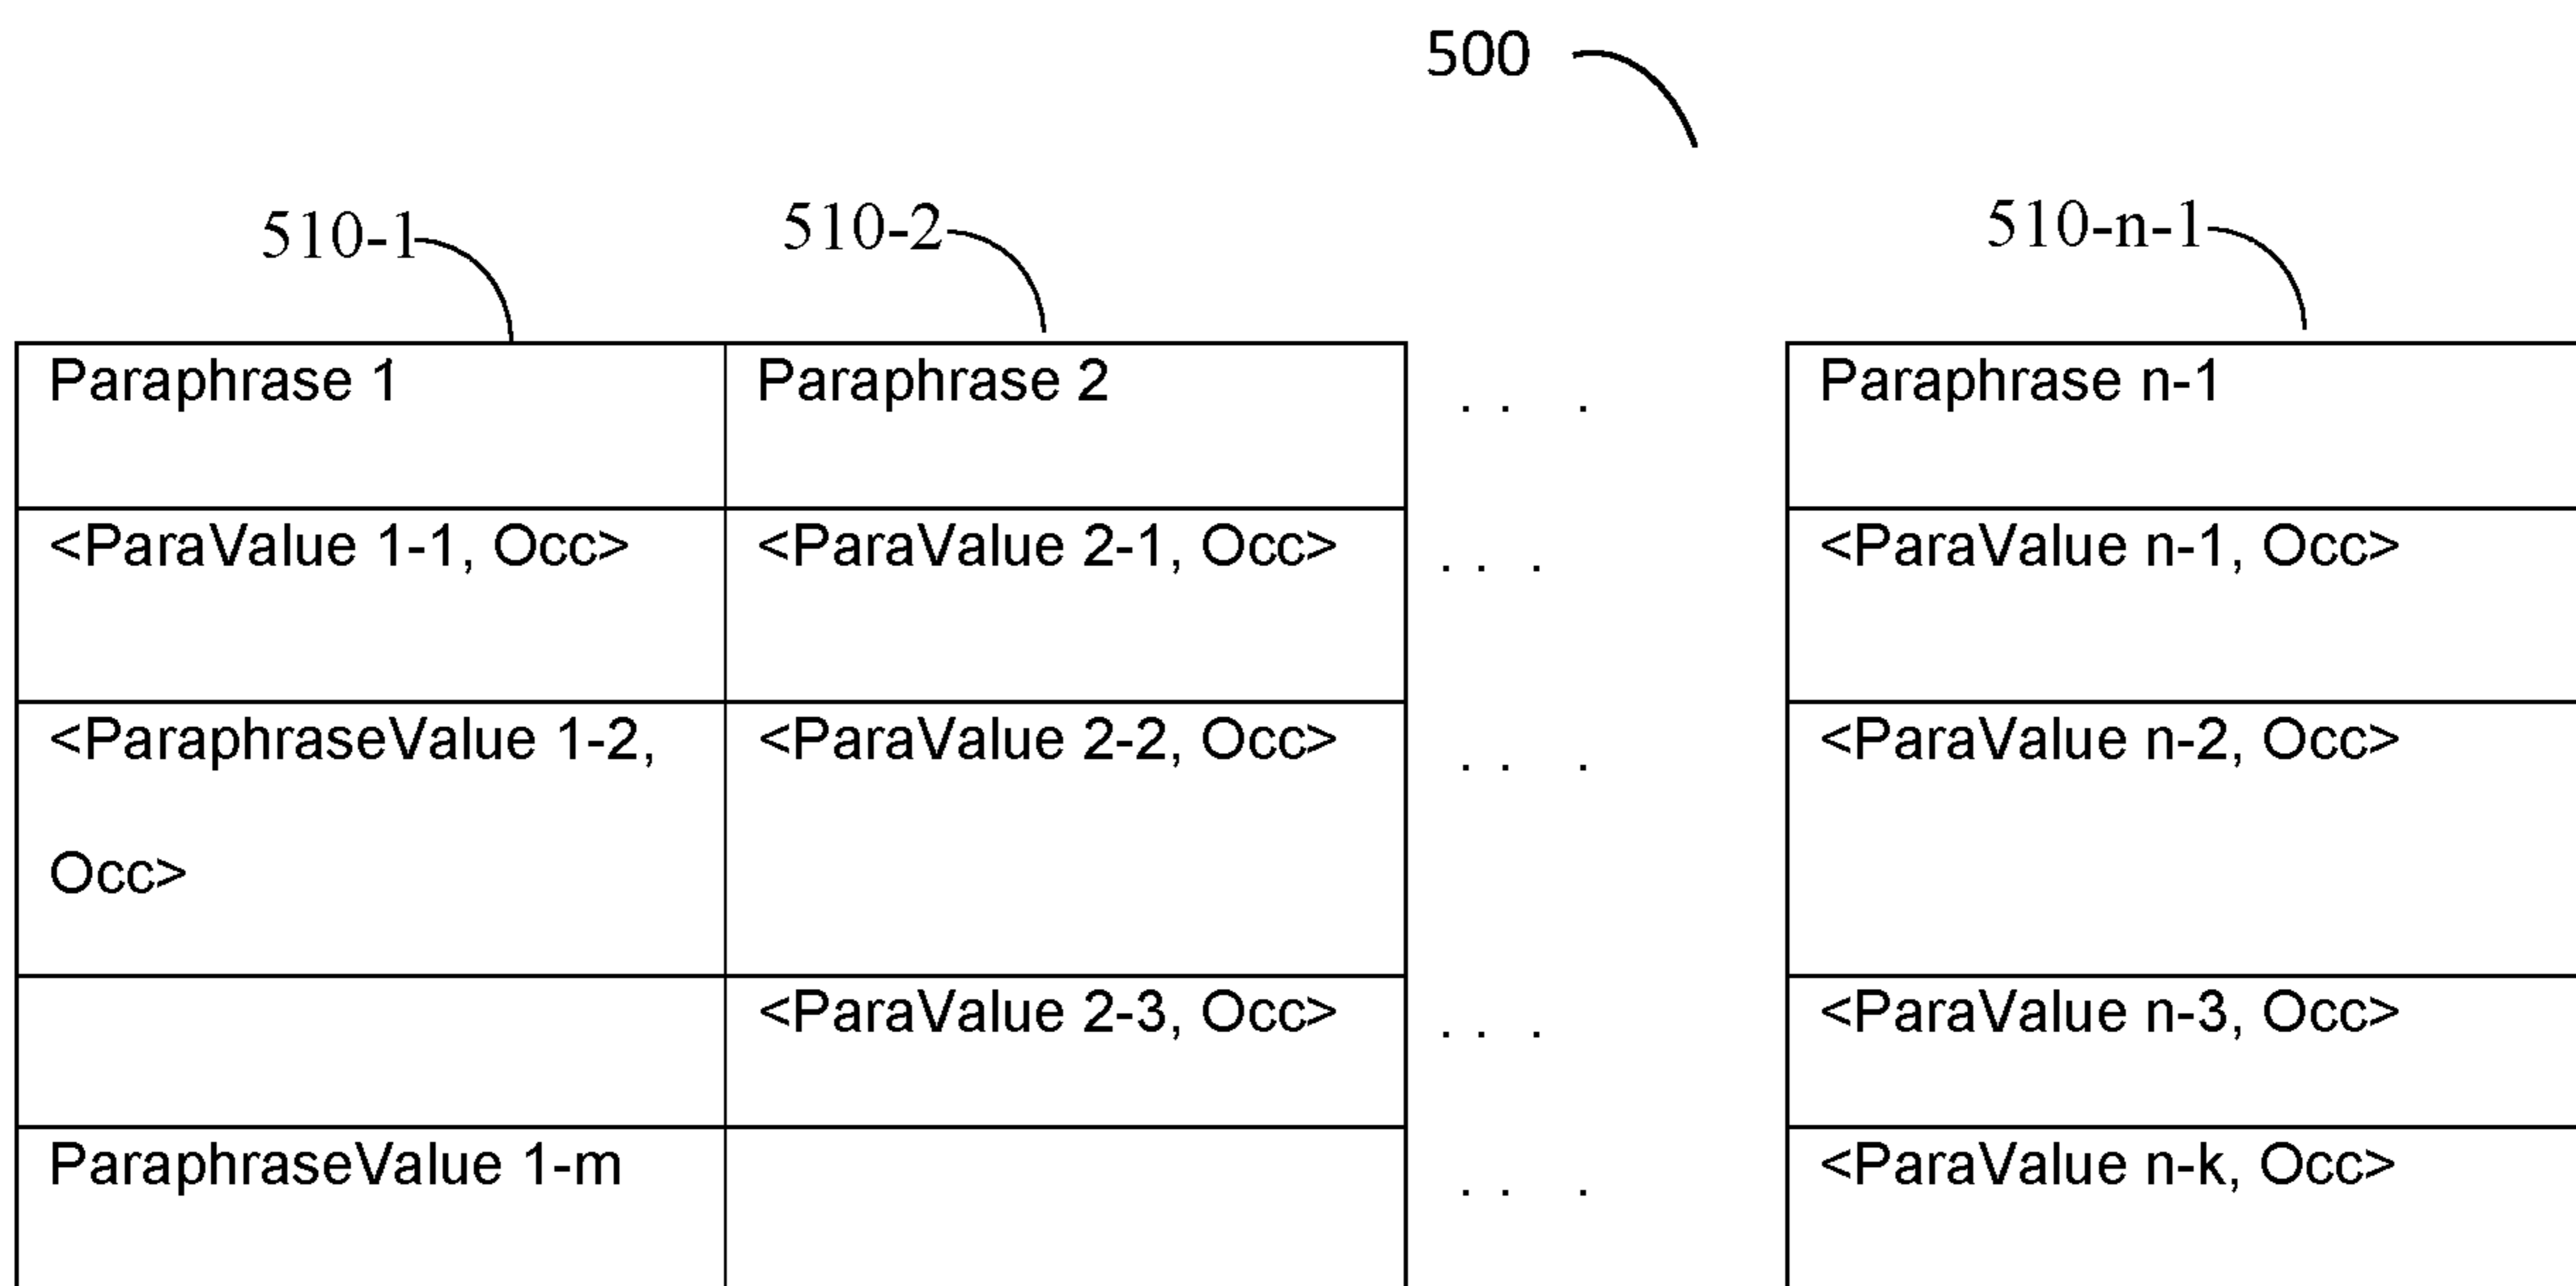 500
510-1 510-2 510-n-1
Paraphrase 1 Paraphrase 2 . . . Paraphrase n-1
<ParaValue 1-1, Occ> <ParaValue 2-1, Occ> . . . <ParaValue n-1, Occ>
<ParaphraseValue 1-2, <ParaValue 2-2, Occ> . . . <ParaValue n-2, Occ>
Occ>
<ParaValue 2-3, Occ> . . . <ParaValue n-3, Occ>
ParaphraseValue 1-m . . . <ParaValue n-k, Occ>